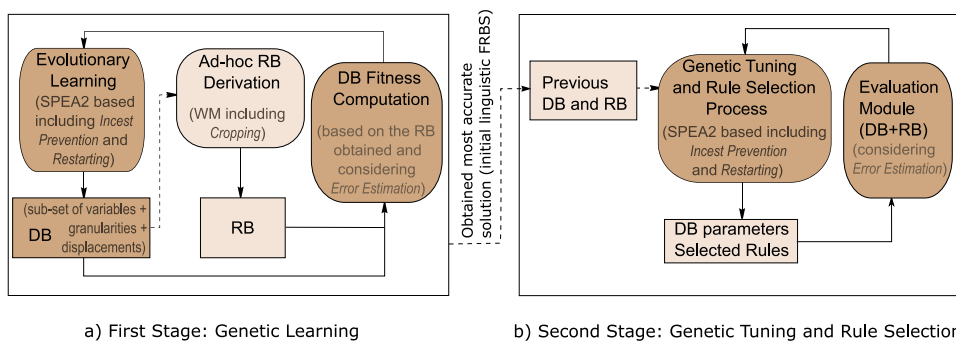 Evolutionary
Learning
(SPEA2 based
including Incest
Prevention and
Restarting)
(sub-set of variables +
DB granularities +
displacements)
Ad-hoc RB
Derivation
(WM including
Cropping)
RB
DB Fitness
Computation
(based on the RB
obtained and
considering
Error Estimation)
a) First Stage: Genetic Learning
Obtained most accurate
solution (initial linguistic FRBS)
Previous
DB and RB
Genetic Tuning
and Rule Selection
Process
(SPEA2 based including
Incest Prevention
and Restarting)
DB parameters
Selected Rules
Evaluation
Module
(DB+RB)
(considering
Error Estimation)
b) Second Stage: Genetic Tuning and Rule Selection